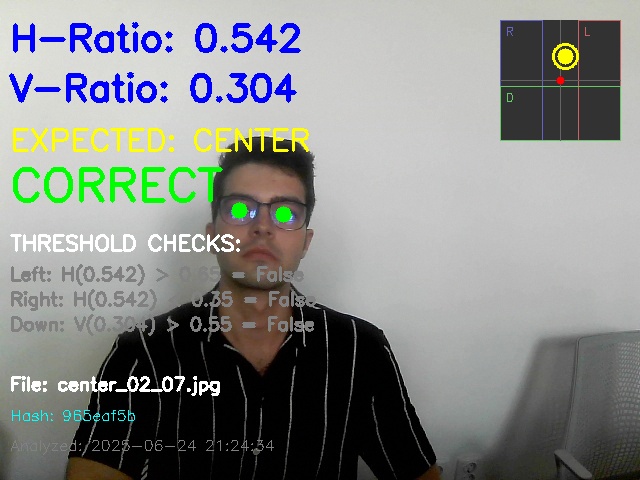 H-Ratio: 0.542
V-Ratio: 0.304
EXPECTED: CENTER
CORRECT
THRESHOLD CHECKS:
Left: H(0.542) > 0.65 = False
Right: H(0.542) < 0.35 = False
Down: V(0.304) > 0.55 = False
File: center_02_07.jpg
Hash: 965eaf5b
Analyzed: 2025-06-24 21:24:34
R
L
D